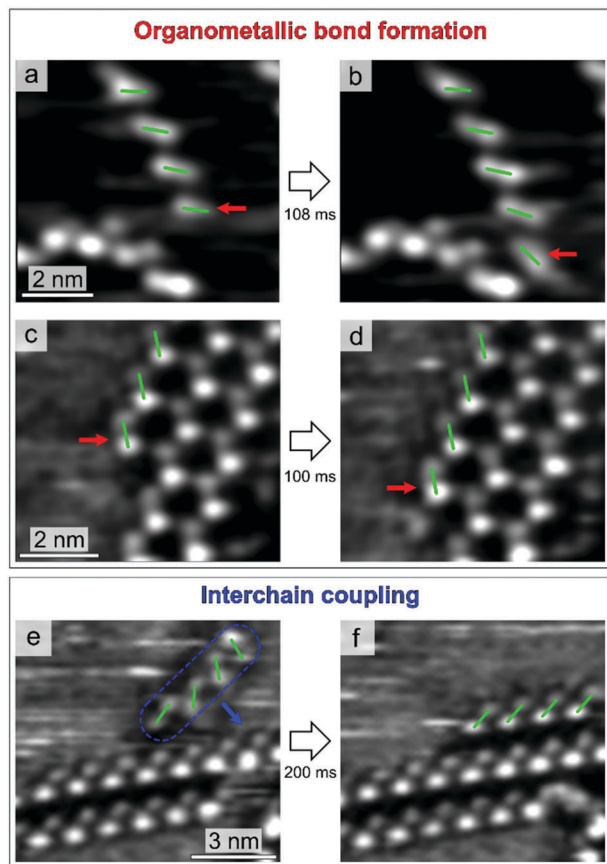 Organometallic bond formation
a
b
108 ms
2 nm
c
d
100 ms
2 nm
Interchain coupling
e
f
200 ms
3 nm